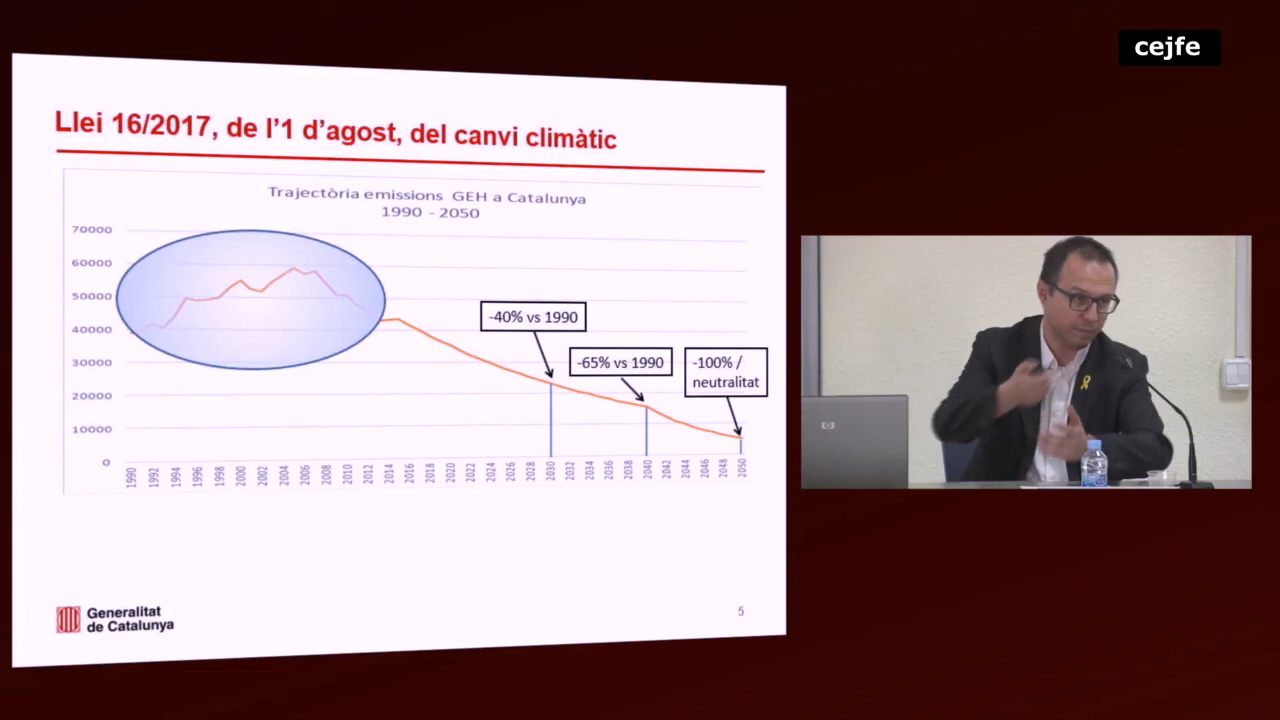 cejfe
Llei 16/2017, de l'1 d'agost, del canvi climàtic
Trajectòria emissions GEH a Catalunya
1990 - 2050
70000
60000
50000
40000
30000
20000
10000
0
-40% vs 1990
-65% vs 1990
-100% /
neutralitat
1990 1992 1994 1996 1998 2000 2002 2004 2006 2008 2010 2012 2014 2016 2018 2020 2022 2024 2026 2028 2030 2032 2034 2036 2038 2040 2042 2044 2046 2048 2050
Generalitat
de Catalunya
5
hp